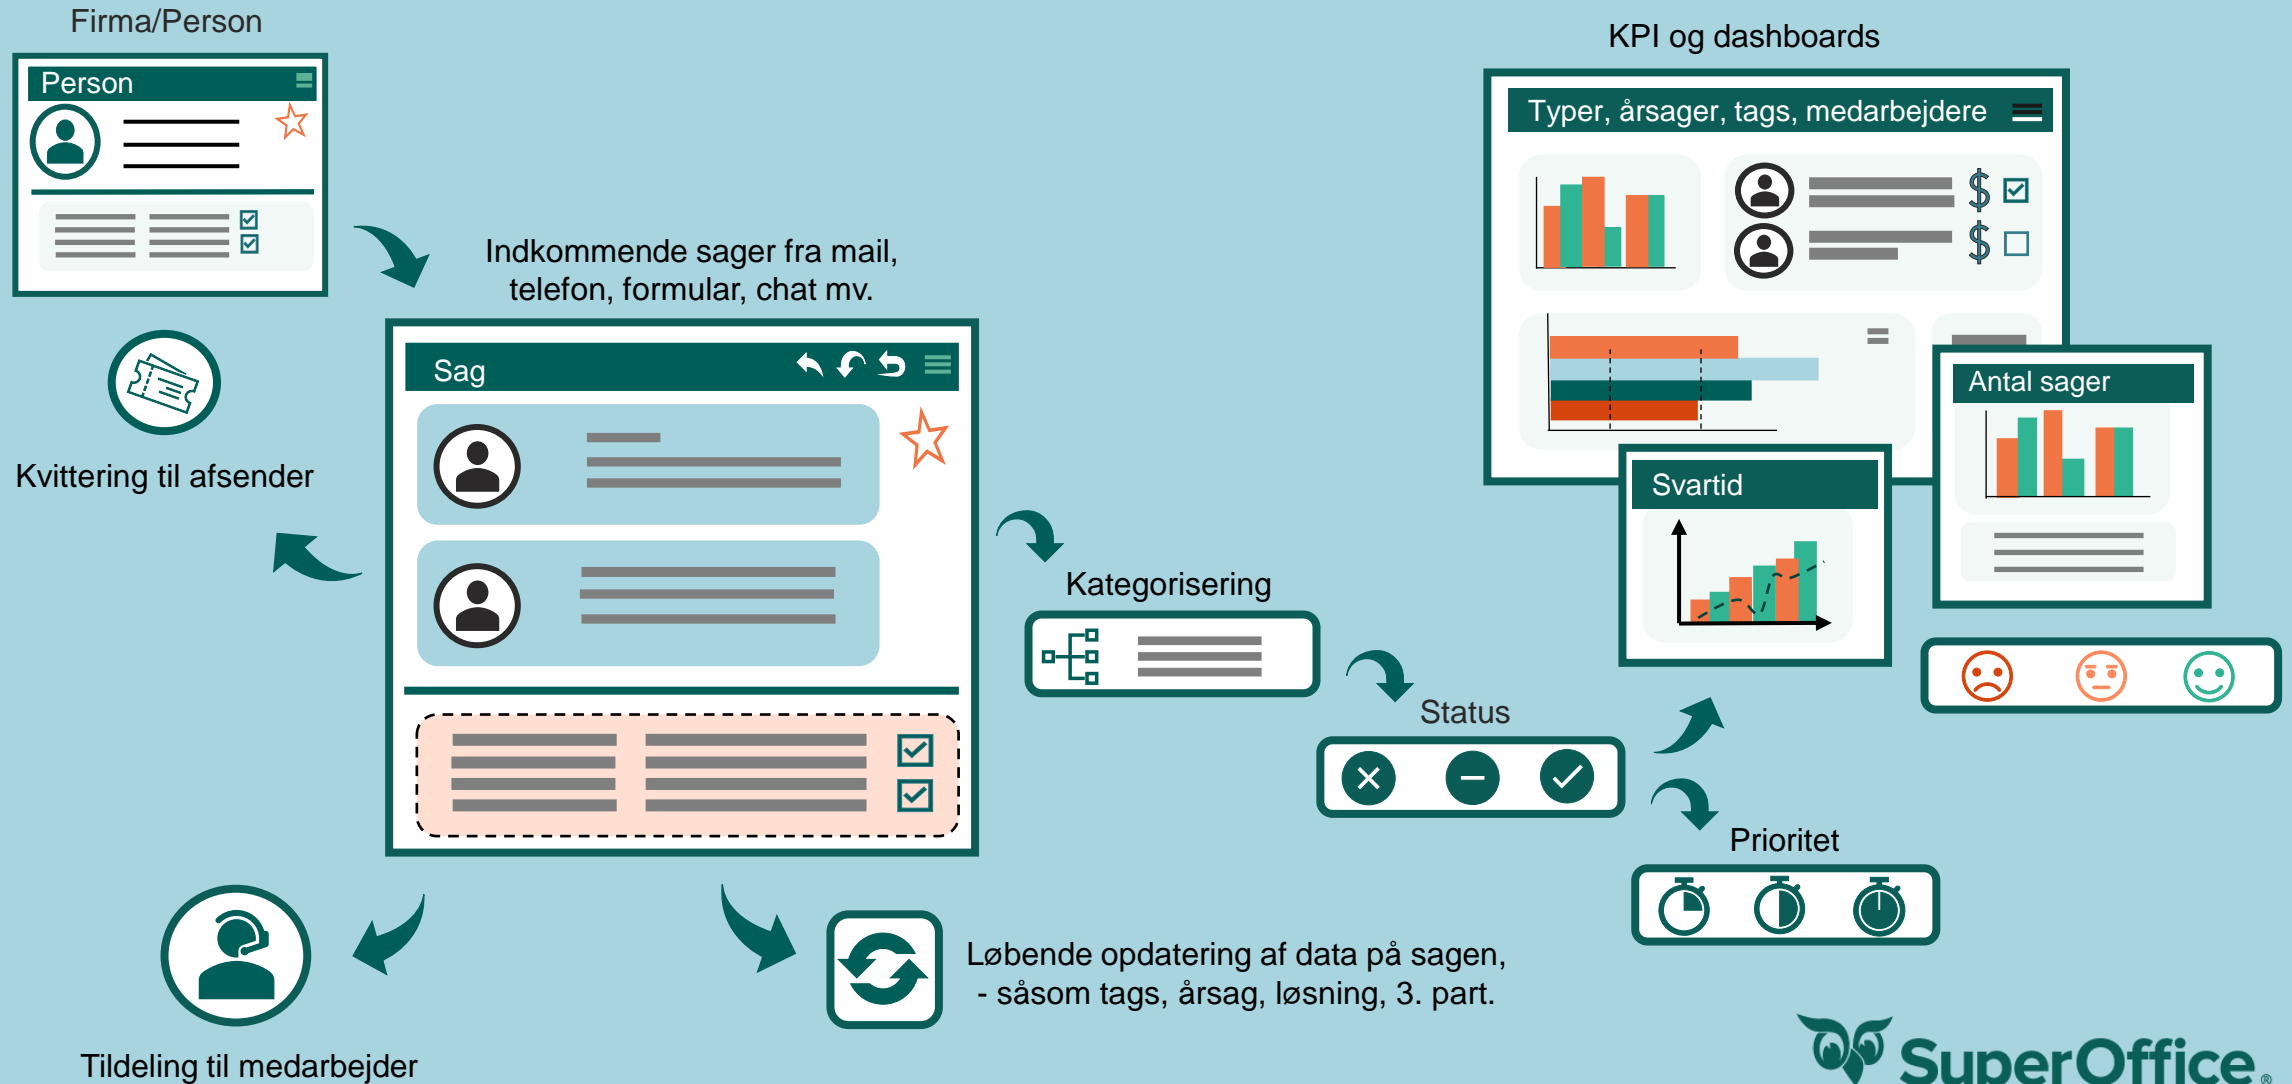 Firma/Person
Person
KPI og dashboards
Typer, årsager, tags, medarbejdere
Indkommende sager fra mail,
telefon, formular, chat mv.
Sag
Kvittering til afsender
Antal sager
Svartid
Kategorisering
Status
Prioritet
Løbende opdatering af data på sagen,
- såsom tags, årsag, løsning, 3. part.
Tildeling til medarbejder
SuperOffice®